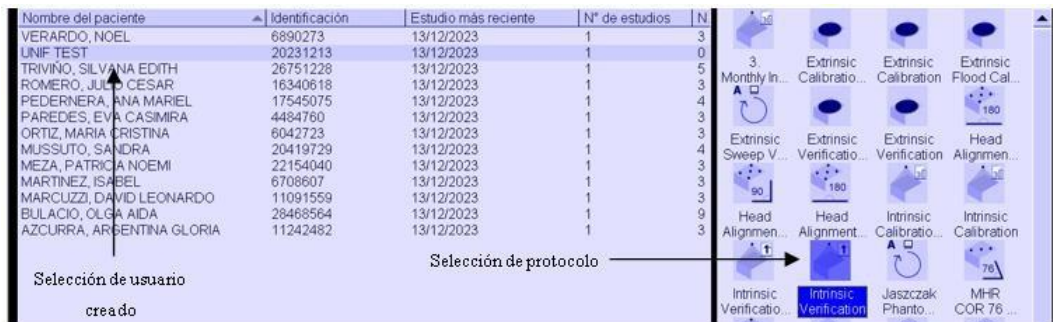 Nombre del paciente Identificación Estudio más reciente N° de estudios N
VERARDO, NOEL 6890273 13/12/2023 1 3
UNIF TEST 20231213 13/12/2023 1 0
TRIVIÑO, SILVANA EDITH 26751228 13/12/2023 1 5
ROMERO, JULIO CESAR 16340618 13/12/2023 1 3
PEDERNERA, ANA MARIEL 17545075 13/12/2023 1 4
PAREDES, EVA CASIMIRA 4484760 13/12/2023 1 3
ORTIZ, MARIA CRISTINA 6042723 13/12/2023 1 3
MUSSUTO, SANDRA 20419729 13/12/2023 1 4
MEZA, PATRICIA NOEMI 22154040 13/12/2023 1 3
MARTINEZ, ISABEL 6708607 13/12/2023 1 3
MARCUZZI, DAVID LEONARDO 11091559 13/12/2023 1 3
BULACIO, OLGA AIDA 28468564 13/12/2023 1 9
AZCURRA, ARGENTINA GLORIA 11242482 13/12/2023 1 3
Selección de usuario
creado
Selección de protocolo
3. Extrinsic Extrinsic Extrinsic
Monthly In... Calibratio... Calibration Flood Cal...
A 180
Extrinsic Extrinsic Extrinsic Head
Sweep V... Verificatio... Verification Alignmen...
90 180
Head Head Intrinsic Intrinsic
Alignmen... Alignment... Calibratio... Calibration
A 76
Intrinsic Intrinsic Jaszczak MHR
Verificatio... Verification Phanto... COR 76 ...